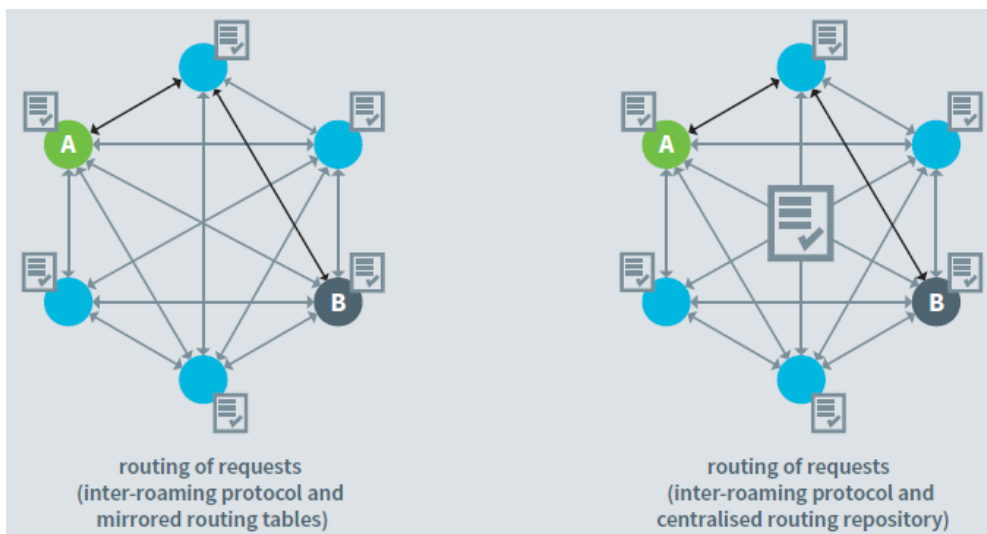 A
B
routing of requests
(inter-roaming protocol and
mirrored routing tables)
A
B
routing of requests
(inter-roaming protocol and
centralised routing repository)